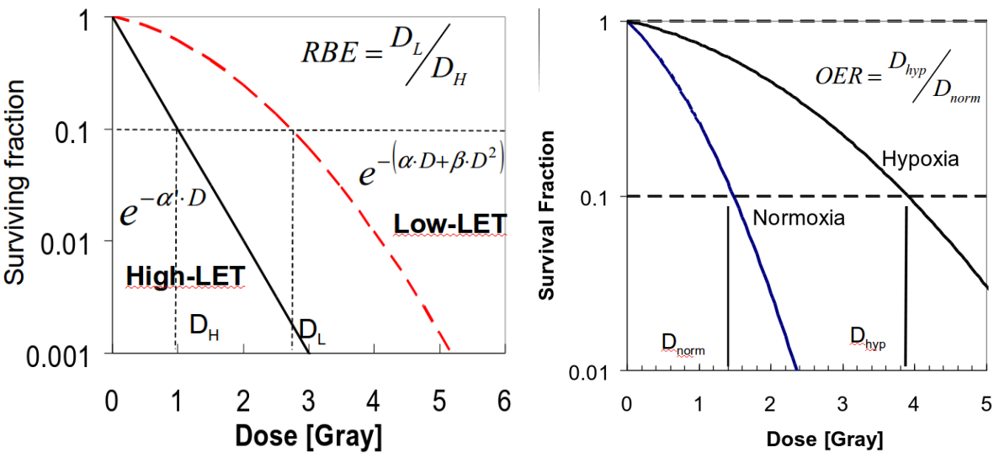 1
0.1
0.01
0.001
Surviving fraction
RBE = D_L / D_H
e^{-(α·D+β·D^2)}
e^{-α'·D}
Low-LET
High-LET
D_H
D_L
0 1 2 3 4 5 6
Dose [Gray]
1
0.1
0.01
Survival Fraction
OER = D_hyp / D_norm
Hypoxia
Normoxia
D_norm
D_hyp
0 1 2 3 4 5
Dose [Gray]